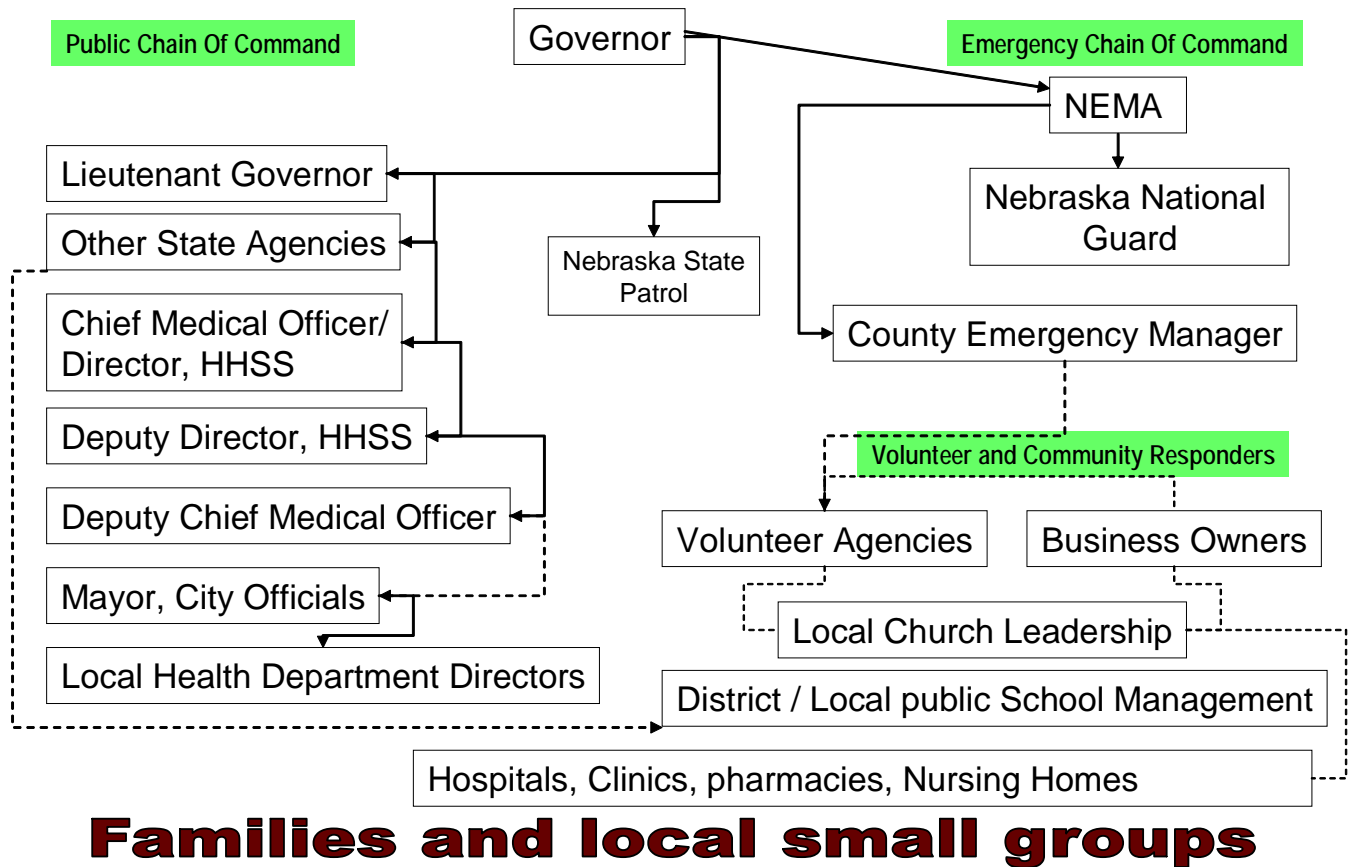 Public Chain Of Command
Governor
Emergency Chain Of Command
NEMA
Lieutenant Governor
Nebraska National
Guard
Other State Agencies
Nebraska State
Patrol
Chief Medical Officer/
Director, HHSS
County Emergency Manager
Deputy Director, HHSS
Volunteer and Community Responders
Deputy Chief Medical Officer
Volunteer Agencies
Business Owners
Mayor, City Officials
Local Church Leadership
Local Health Department Directors
District / Local public School Management
Hospitals, Clinics, pharmacies, Nursing Homes
Families and local small groups